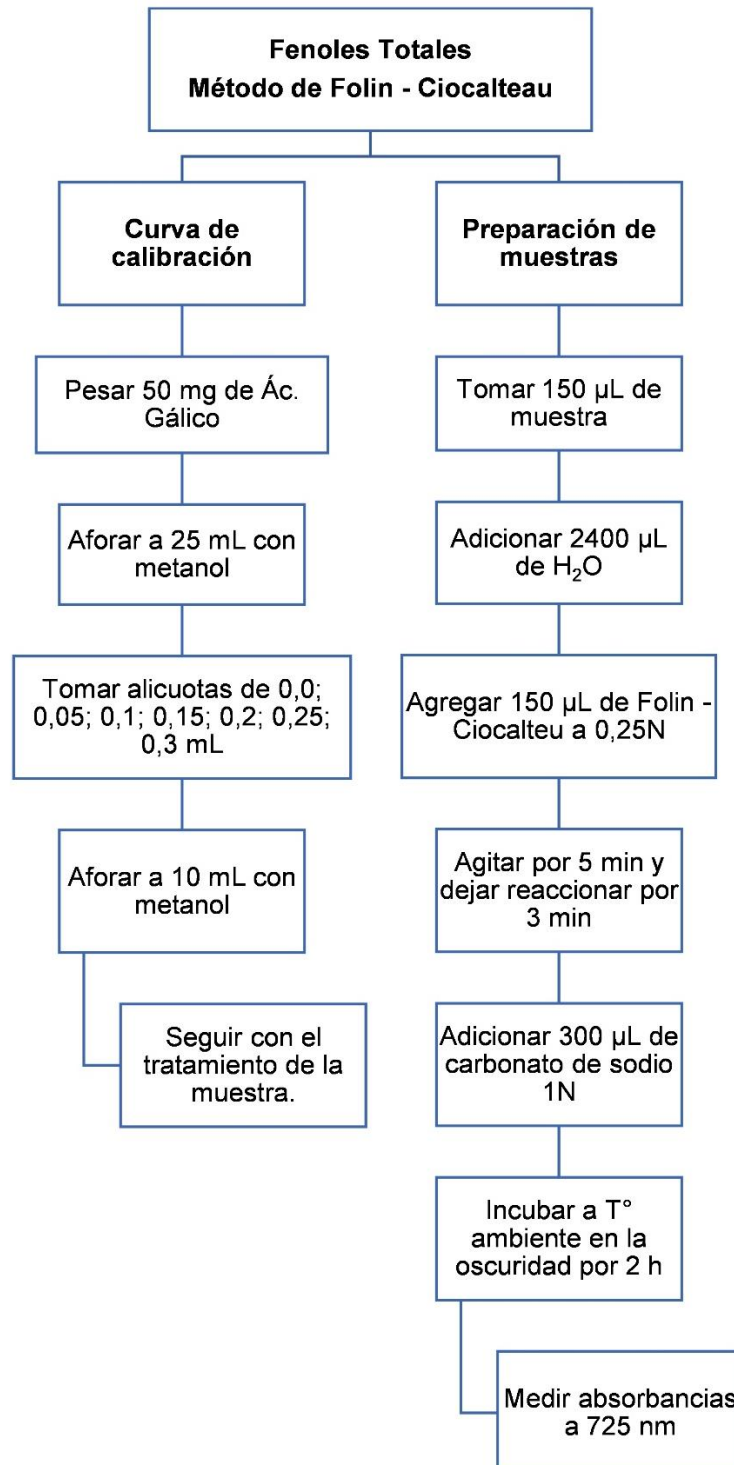 Fenoles Totales
Método de Folin - Ciocalteau
Curva de
calibración
Pesar 50 mg de Ác.
Gálico
Aforar a 25 mL con
metanol
Tomar alicuotas de 0,0;
0,05; 0,1; 0,15; 0,2; 0,25;
0,3 mL
Aforar a 10 mL con
metanol
Seguir con el
tratamiento de la
muestra.
Preparación de
muestras
Tomar 150 µL de
muestra
Adicionar 2400 µL
de H₂O
Agregar 150 µL de Folin -
Ciocalteu a 0,25N
Agitar por 5 min y
dejar reaccionar por
3 min
Adicionar 300 µL de
carbonato de sodio
1N
Incubar a T°
ambiente en la
oscuridad por 2 h
Medir absorbancias
a 725 nm